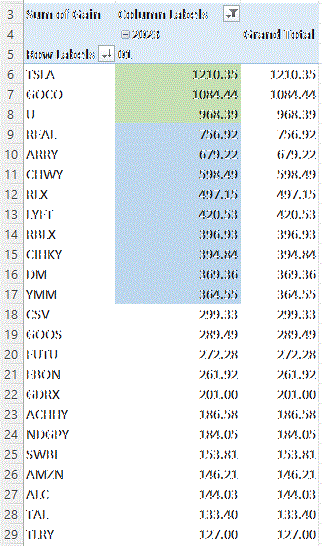 3 Sum of Gain Column Labels
4 2023 Grand Total
5 Row Labels 01
6 TSLA 1210.35 1210.35
7 GOCO 1084.44 1084.44
8 U 968.39 968.39
9 REAL 756.92 756.92
10 ARRY 679.22 679.22
11 CHWY 598.49 598.49
12 RLX 497.15 497.15
13 LYFT 420.53 420.53
14 RBLX 396.93 396.93
15 CIHKY 394.84 394.84
16 DM 369.36 369.36
17 YMM 364.55 364.55
18 CSV 299.33 299.33
19 GOOS 289.49 289.49
20 FUTU 272.28 272.28
21 EBON 261.92 261.92
22 GDRX 201.00 201.00
23 ACHHY 186.58 186.58
24 NDGPY 184.05 184.05
25 SWBI 153.81 153.81
26 AMZN 146.21 146.21
27 ALC 144.03 144.03
28 TAL 133.40 133.40
29 TLRY 127.00 127.00